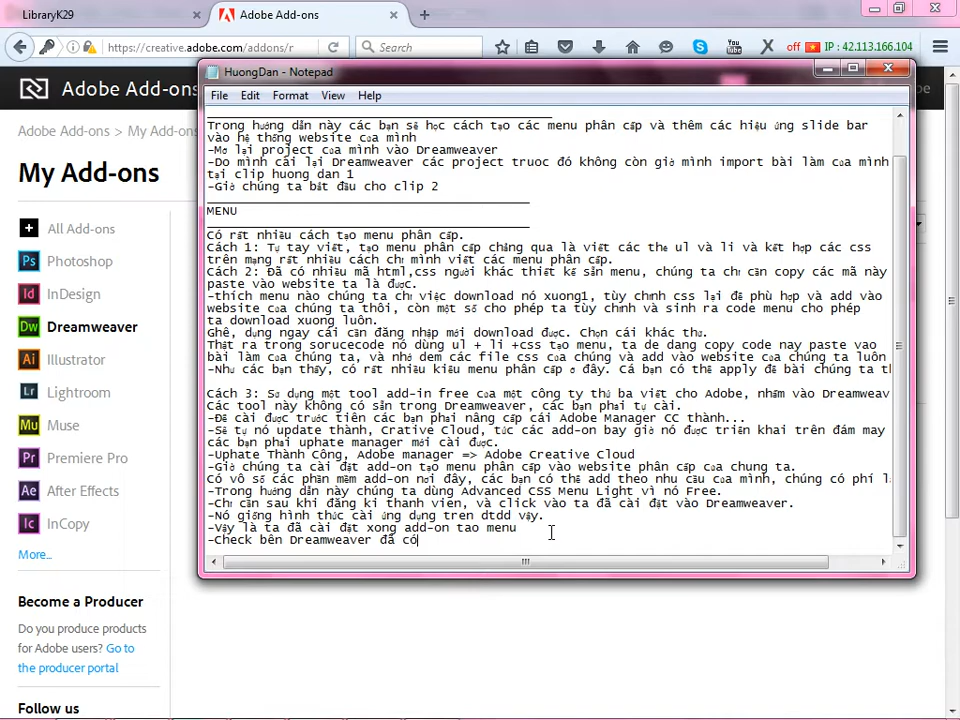 LibraryK29
Adobe Add-ons
https://creative.adobe.com/addons/r
Search
off
IP : 42.113.166.104
HuongDan - Notepad
File Edit Format View Help
Adobe Add-ons
Adobe Add-ons > My Add-ons
My Add-ons
All Add-ons
Photoshop
InDesign
Dreamweaver
Illustrator
Lightroom
Muse
Premiere Pro
After Effects
InCopy
More...
Become a Producer
Do you produce products
for Adobe users? Go to
the producer portal
Follow us
Trong hướng dẫn này các bạn sẽ học cách tạo các menu phân cấp và thêm các hiệu ứng slide bar
vào hệ thống website của mình
-Mở lại project của mình vào Dreamweaver
-Do mình cài lại Dreamweaver các project truoc đó không còn giờ mình import bài làm của mình
tại clip huong dan 1
-Giờ chúng ta bắt đầu cho clip 2
MENU
Có rất nhiều cách tạo menu phân cấp.
Cách 1: Tự tay viết, tạo menu phân cấp chẳng qua là viết các thẻ ul và li và kết hợp các css
trên mạng rất nhiều cách chỉ mình viết các menu phân cấp.
Cách 2: Đã có nhiều mã html,css người khác thiết kế sẵn menu, chúng ta chỉ cần copy các mã này
paste vào website ta là được.
-thích menu nào chúng ta chỉ việc download nó xuong1, tùy chỉnh css lại để phù hợp và add vào
website của chúng ta thôi, còn một số cho phép ta tùy chỉnh và sinh ra code menu cho phép
ta download xuong luôn.
Ghê, đụng ngay cái cần đăng nhập mới download được. Chọn cái khác thử.
Thật ra trong sorucecode nó dùng ul + li +css tạo menu, ta de dang copy code nay paste vao
bài làm của chúng ta, và nhớ dem các file css của chúng và add vào website của chúng ta luôn
-Như các bạn thấy, có rất nhiều kiểu menu phân cấp ở đây. Cá bạn có thể apply để bài chúng ta t
Cách 3: Sử dụng một tool add-in free của một công ty thứ ba viết cho Adobe, nhấm vào Dreamweav
Các tool này không có sẵn trong Dreamweaver, các bạn phải tự cài.
-Để cài được trước tiên các bạn phải nâng cấp cái Adobe Manager CC thành...
-Sẽ tự nó update thành, Crative Cloud, tức các add-on bay giờ nó được triển khai trên đám may
các bạn phải uphate manager mới cài được.
-Uphate Thành Công, Adobe manager => Adobe Creative Cloud
-Giờ chúng ta cài đặt add-on tạo menu phân cấp vào website phân cấp của chung ta.
Có vô số các phần mềm add-on nơi đây, các bạn có thể add theo nhu cầu của mình, chúng có phí l
-Trong hướng dẫn này chúng ta dùng Advanced CSS Menu Light vì nó Free.
-Chỉ cần sau khi đăng kí thanh viên, và click vào ta đã cài đặt vào Dreamweaver.
-Nó giống hình thức cài ứng dụng tren dtdd vậy.
-Vậy là ta đã cài đặt xong add-on tao menu
-Check bên Dreamweaver đã có